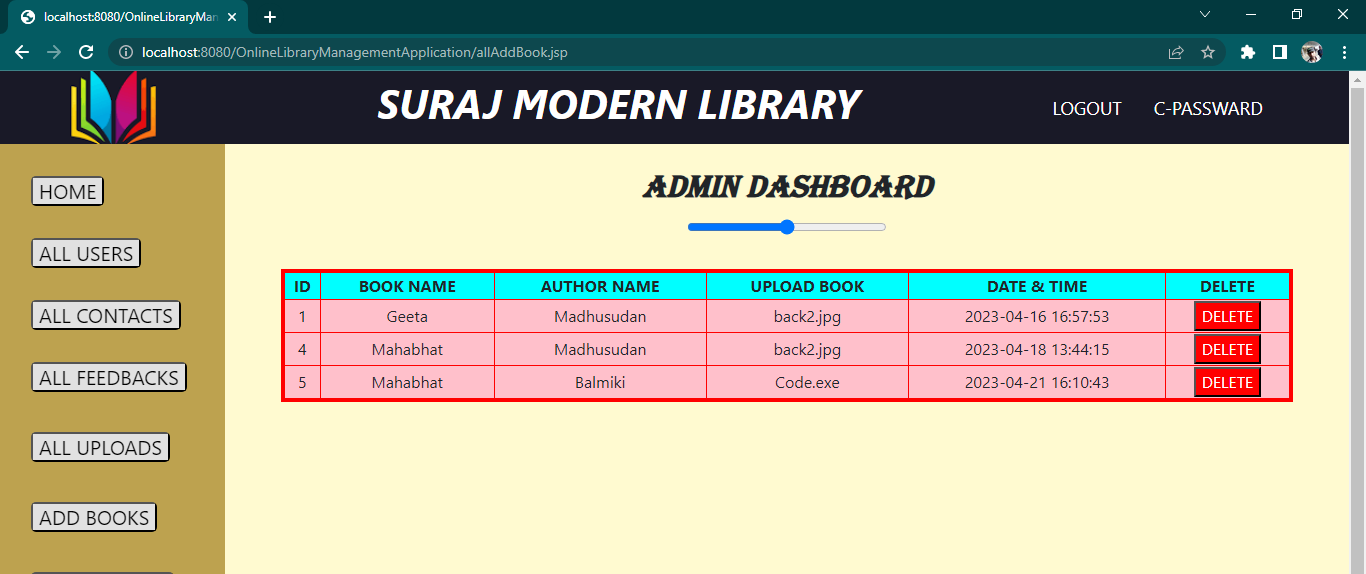 localhost:8080/OnlineLibraryMan
localhost:8080/OnlineLibraryManagementApplication/allAddBook.jsp
SURAJ MODERN LIBRARY
LOGOUT C-PASSWARD
HOME
ALL USERS
ALL CONTACTS
ALL FEEDBACKS
ALL UPLOADS
ADD BOOKS
ADMIN DASHBOARD
ID BOOK NAME AUTHOR NAME UPLOAD BOOK DATE & TIME DELETE
1 Geeta Madhusudan back2.jpg 2023-04-16 16:57:53 DELETE
4 Mahabhat Madhusudan back2.jpg 2023-04-18 13:44:15 DELETE
5 Mahabhat Balmiki Code.exe 2023-04-21 16:10:43 DELETE